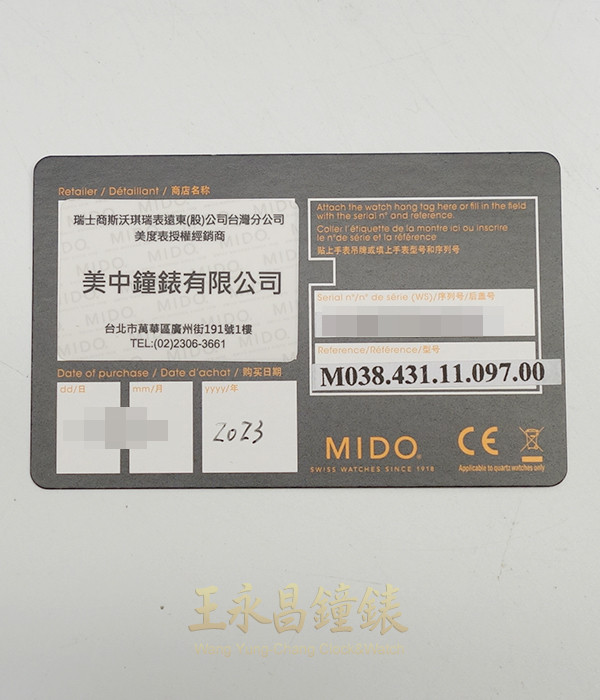 Retailer / Détaillant / 商店名称
瑞士商斯沃琪瑞表遠東(股)公司台灣分公司
美度表授權經銷商
美中鐘錶有限公司
台北市萬華區廣州街191號1樓
TEL:(02)2306-3661
Date of purchase / Date d'achat / 购买日期
dd/日
mm/月
yyyy/年
2023
Attach the watch hang tag here or fill in the field
with the serial n° and reference.
Coller l'étiquette de la montre ici ou inscrire
le n°de série et la référence
贴上手表吊牌或填上手表型号和序列号
Serial n°/n° de série (WS)/序列号/后盖号
Reference/Référence/型号
M038.431.11.097.00
MIDO
SWISS WATCHES SINCE 1918
CE
Applicable to quartz watches only
王永昌鐘錶